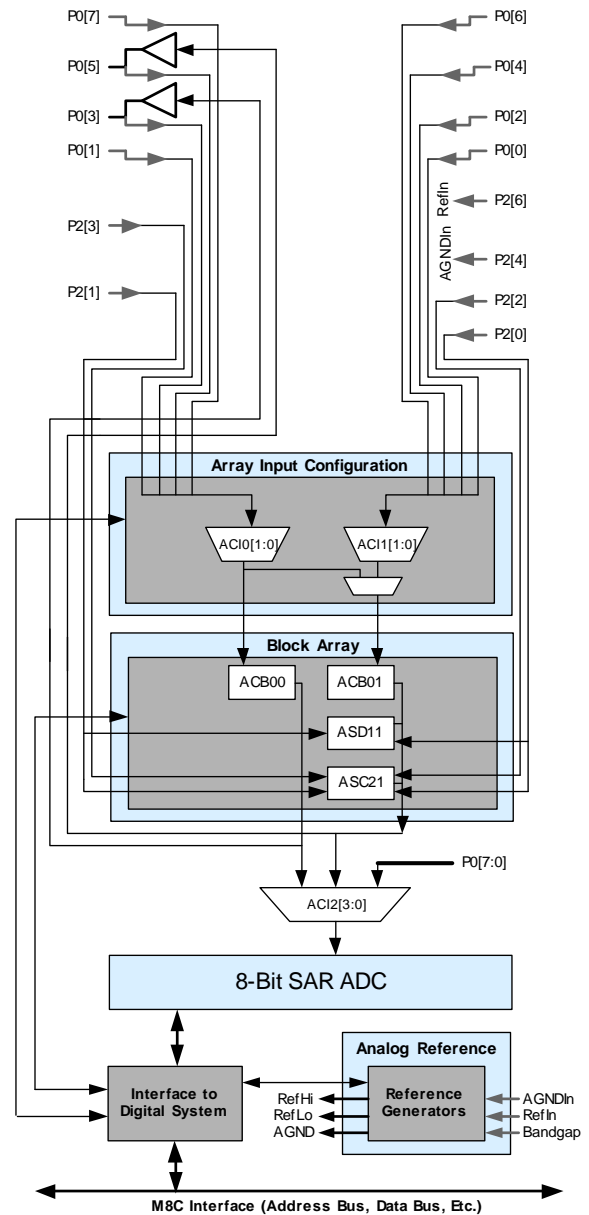 P0[7]
P0[6]
P0[5]
P0[4]
P0[3]
P0[2]
P0[1]
P0[0]
P2[6]
RefIn
P2[3]
P2[4]
AGNDIn
P2[1]
P2[2]
P2[0]
Array Input Configuration
ACI0[1:0]
ACI1[1:0]
Block Array
ACB00
ACB01
ASD11
ASC21
P0[7:0]
ACI2[3:0]
8-Bit SAR ADC
Analog Reference
Interface to
Digital System
RefHi
RefLo
AGND
Reference
Generators
AGNDIn
RefIn
Bandgap
M8C Interface (Address Bus, Data Bus, Etc.)